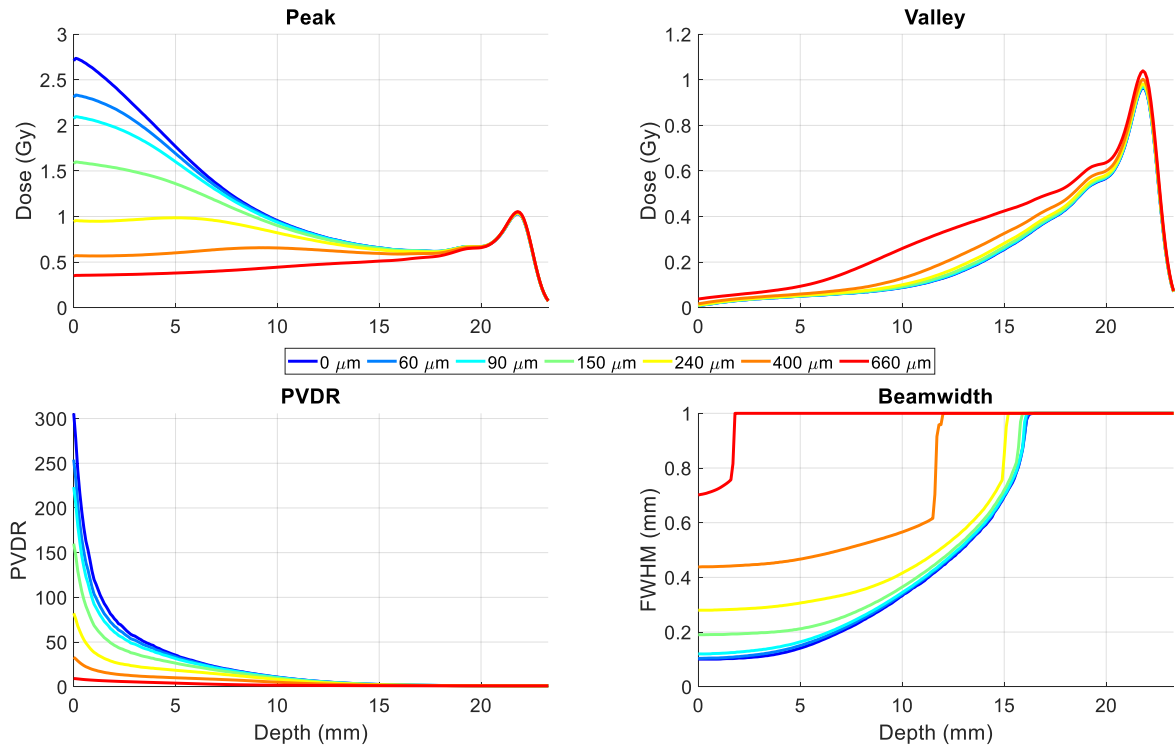 Peak
3
2.5
2
1.5
1
0.5
0
Dose (Gy)
0 5 10 15 20
Valley
1.2
1
0.8
0.6
0.4
0.2
0
Dose (Gy)
0 5 10 15 20
0 μm 60 μm 90 μm 150 μm 240 μm 400 μm 660 μm
PVDR
300
250
200
150
100
50
0
PVDR
0 5 10 15 20
Depth (mm)
Beamwidth
1
0.8
0.6
0.4
0.2
0
FWHM (mm)
0 5 10 15 20
Depth (mm)